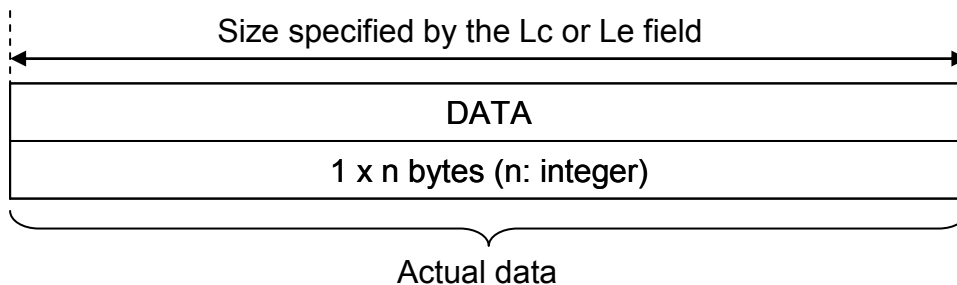 Size specified by the Lc or Le field
DATA
1 x n bytes (n: integer)
Actual data